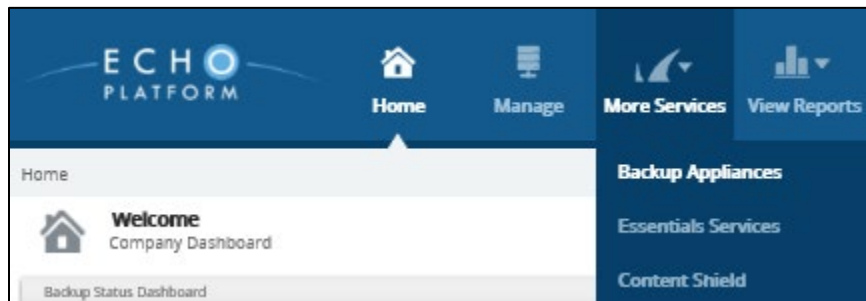 ECHO
PLATFORM
Home
Manage
More Services
View Reports
Home
Backup Appliances
Welcome
Company Dashboard
Essentials Services
Content Shield
Backup Status Dashboard